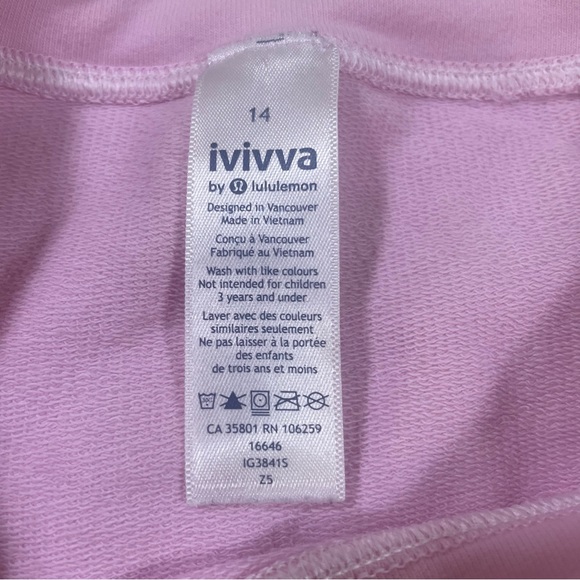 14
ivivva
by lululemon
Designed in Vancouver
Made in Vietnam
Conçu à Vancouver
Fabriqué au Vietnam
Wash with like colours
Not intended for children
3 years and under
Laver avec des couleurs
similaires seulement
Ne pas laisser à la portée
des enfants
de trois ans et moins
CA 35801 RN 106259
16646
IG3841S
Z5